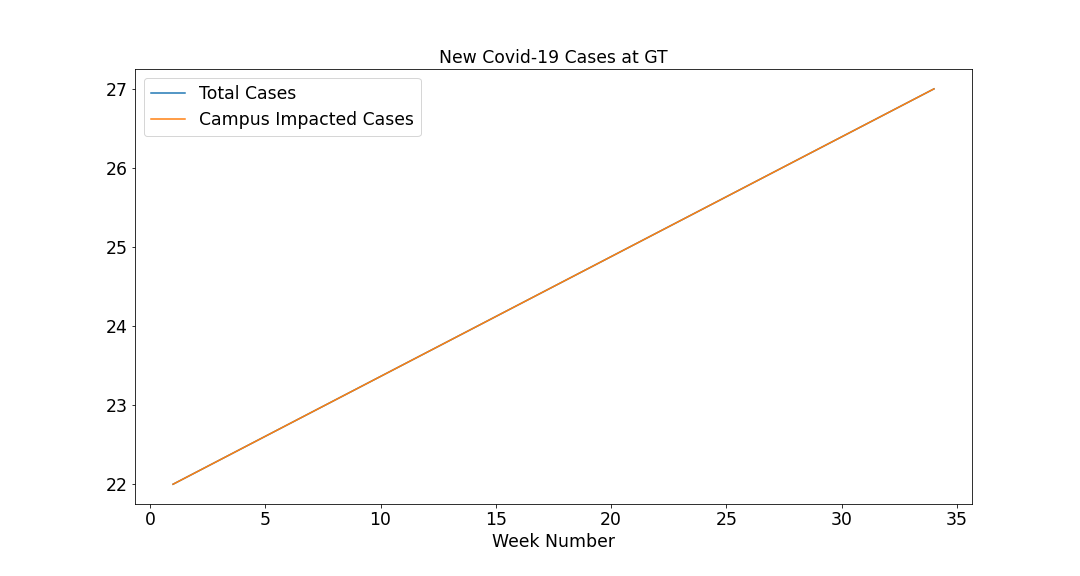 New Covid-19 Cases at GT
Total Cases
Campus Impacted Cases
27
26
25
24
23
22
0 5 10 15 20 25 30 35
Week Number